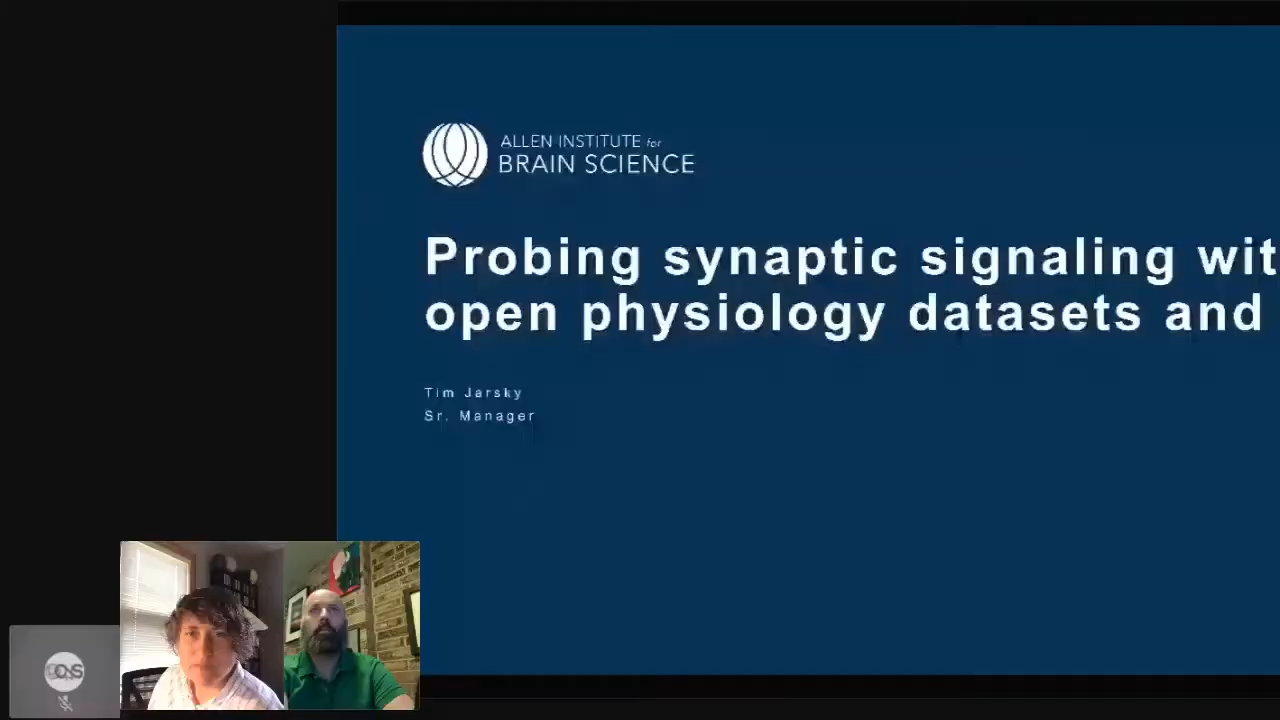 ALLEN INSTITUTE for
BRAIN SCIENCE
Probing synaptic signaling wit
open physiology datasets and
Tim Jarsky
Sr. Manager